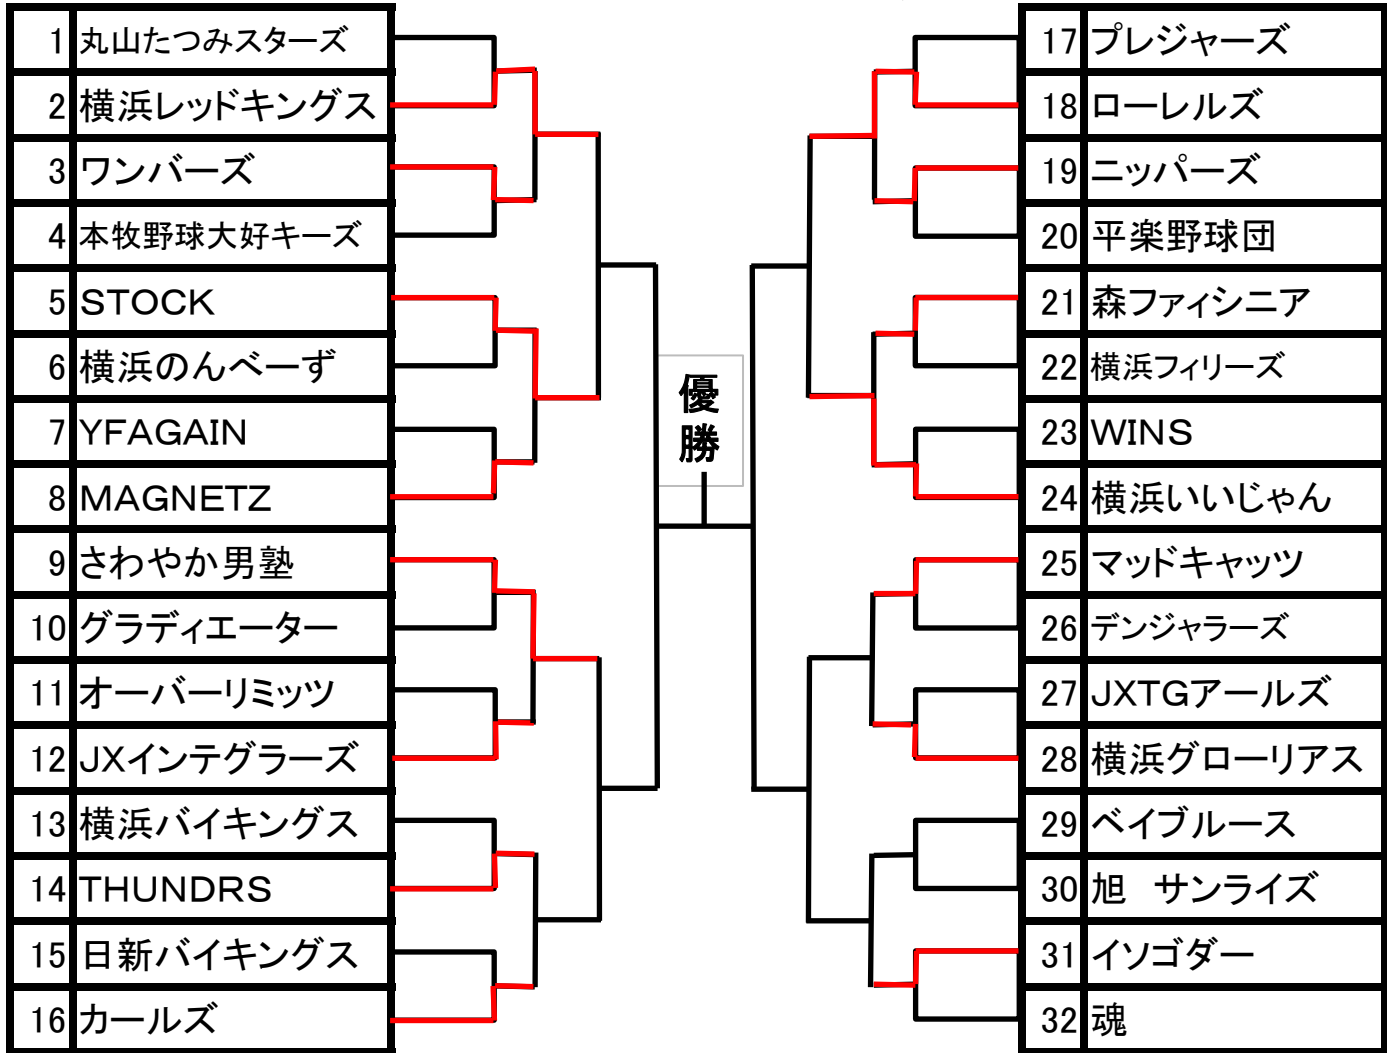 1 丸山たつみスターズ
2 横浜レッドキングス
3 ワンバーズ
4 本牧野球大好キーズ
5 STOCK
6 横浜のんべーず
7 YFAGAIN
8 MAGNETZ
9 さわやか男塾
10 グラディエーター
11 オーバーリミッツ
12 JXインテグラーズ
13 横浜バイキングス
14 THUNDRS
15 日新バイキングス
16 カールズ
優
勝
17 プレジャーズ
18 ローレルズ
19 ニッパーズ
20 平楽野球団
21 森ファィシニア
22 横浜フィリーズ
23 WINS
24 横浜いいじゃん
25 マッドキャッツ
26 デンジャラーズ
27 JXTGアールズ
28 横浜グローリアス
29 ベイブルース
30 旭　サンライズ
31 イソゴダー
32 魂